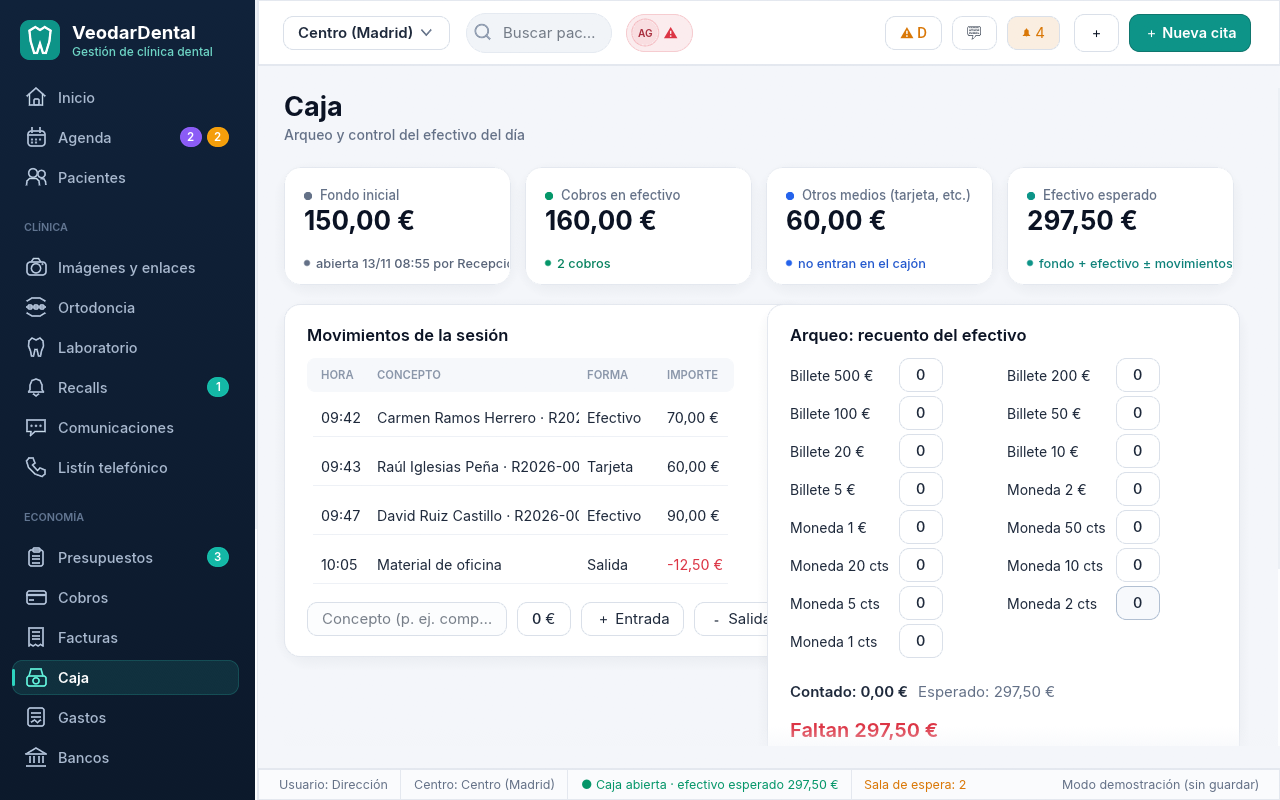 VeodarDental
Gestión de clínica dental
Inicio
Agenda 2 2
Pacientes
CLÍNICA
Imágenes y enlaces
Ortodoncia
Laboratorio
Recalls 1
Comunicaciones
Listín telefónico
ECONOMÍA
Presupuestos 3
Cobros
Facturas
Caja
Gastos
Bancos
Centro (Madrid)
Buscar pac...
AG
D
4
+
+ Nueva cita
Caja
Arqueo y control del efectivo del día
Fondo inicial
150,00 €
abierta 13/11 08:55 por Recepci
Cobros en efectivo
160,00 €
2 cobros
Otros medios (tarjeta, etc.)
60,00 €
no entran en el cajón
Efectivo esperado
297,50 €
fondo + efectivo ± movimientos
Movimientos de la sesión
HORA CONCEPTO FORMA IMPORTE
09:42 Carmen Ramos Herrero · R202 Efectivo 70,00 €
09:43 Raúl Iglesias Peña · R2026-00 Tarjeta 60,00 €
09:47 David Ruiz Castillo · R2026-00 Efectivo 90,00 €
10:05 Material de oficina Salida -12,50 €
Concepto (p. ej. comp... 0 € + Entrada - Salida
Arqueo: recuento del efectivo
Billete 500 € 0 Billete 200 € 0
Billete 100 € 0 Billete 50 € 0
Billete 20 € 0 Billete 10 € 0
Billete 5 € 0 Moneda 2 € 0
Moneda 1 € 0 Moneda 50 cts 0
Moneda 20 cts 0 Moneda 10 cts 0
Moneda 5 cts 0 Moneda 2 cts 0
Moneda 1 cts 0
Contado: 0,00 € Esperado: 297,50 €
Faltan 297,50 €
Usuario: Dirección
Centro: Centro (Madrid)
Caja abierta · efectivo esperado 297,50 €
Sala de espera: 2
Modo demostración (sin guardar)